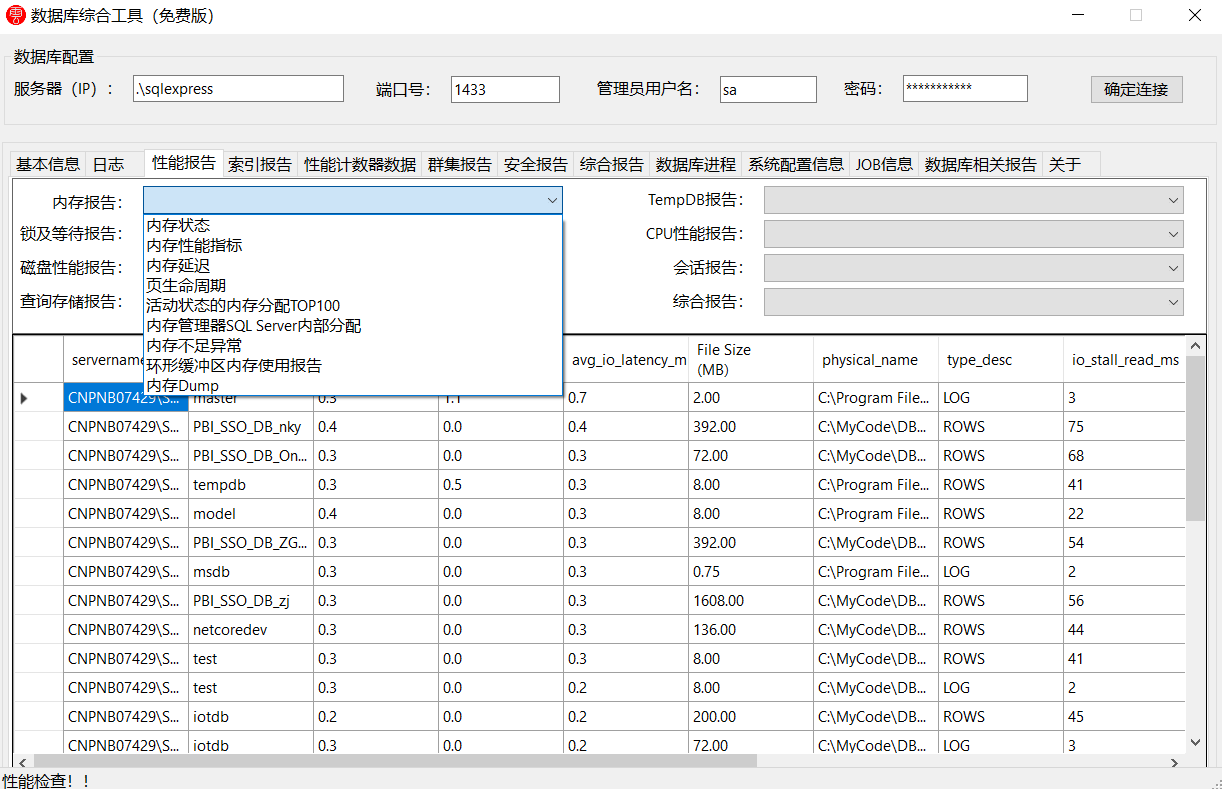 数据库综合工具（免费版）
数据库配置
服务器（IP）： .\sqlexpress 端口号： 1433 管理员用户名： sa 密码： *********** 确定连接
基本信息 日志 性能报告 索引报告 性能计数器数据 群集报告 安全报告 综合报告 数据库进程 系统配置信息 JOB信息 数据库相关报告 关于
内存报告： TempDB报告：
锁及等待报告： CPU性能报告：
磁盘性能报告： 会话报告：
查询存储报告： 综合报告：
内存状态
内存性能指标
内存延迟
页生命周期
活动状态的内存分配TOP100
内存管理器SQL Server内部分配
内存不足异常
环形缓冲区内存使用报告
内存Dump
servername avg_io_latency_m File Size (MB) physical_name type_desc io_stall_read_ms
CNPNB07429\S... master 0.3 1.1 0.7 2.00 C:\Program File... LOG 3
CNPNB07429\S... PBI_SSO_DB_nky 0.4 0.0 0.4 392.00 C:\MyCode\DB... ROWS 75
CNPNB07429\S... PBI_SSO_DB_On... 0.3 0.0 0.3 72.00 C:\MyCode\DB... ROWS 68
CNPNB07429\S... tempdb 0.3 0.5 0.3 8.00 C:\Program File... ROWS 41
CNPNB07429\S... model 0.4 0.0 0.3 8.00 C:\Program File... ROWS 22
CNPNB07429\S... PBI_SSO_DB_ZG... 0.3 0.0 0.3 392.00 C:\MyCode\DB... ROWS 54
CNPNB07429\S... msdb 0.3 0.0 0.3 0.75 C:\Program File... LOG 2
CNPNB07429\S... PBI_SSO_DB_zj 0.3 0.0 0.3 1608.00 C:\MyCode\DB... ROWS 56
CNPNB07429\S... netcoredev 0.3 0.0 0.3 136.00 C:\MyCode\DB... ROWS 44
CNPNB07429\S... test 0.3 0.0 0.3 8.00 C:\MyCode\DB... ROWS 41
CNPNB07429\S... test 0.3 0.0 0.2 8.00 C:\MyCode\DB... LOG 2
CNPNB07429\S... iotdb 0.2 0.0 0.2 200.00 C:\MyCode\DB... ROWS 45
CNPNB07429\S... iotdb 0.3 0.0 0.2 72.00 C:\MyCode\DB... LOG 3
性能检查！！